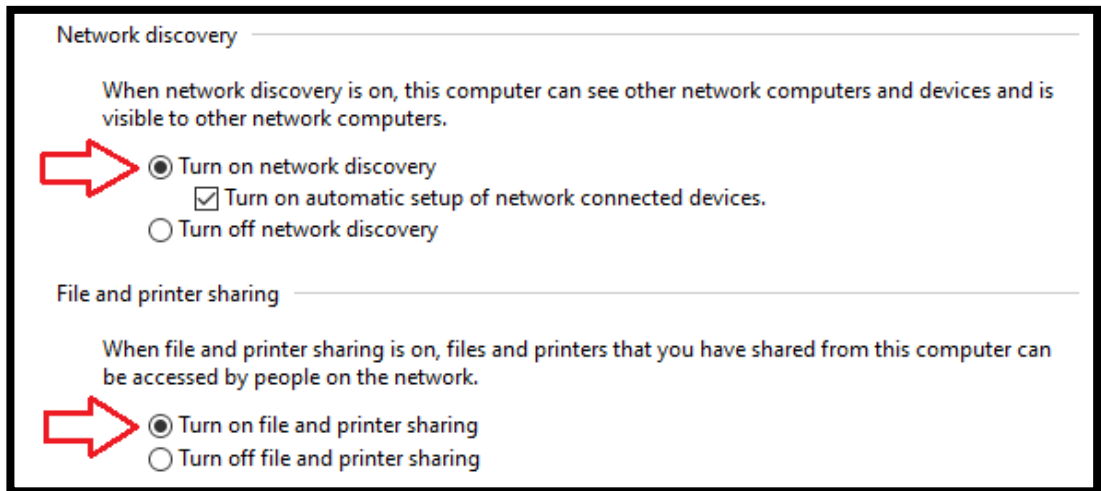 Network discovery
When network discovery is on, this computer can see other network computers and devices and is
visible to other network computers.
Turn on network discovery
Turn on automatic setup of network connected devices.
Turn off network discovery
File and printer sharing
When file and printer sharing is on, files and printers that you have shared from this computer can
be accessed by people on the network.
Turn on file and printer sharing
Turn off file and printer sharing